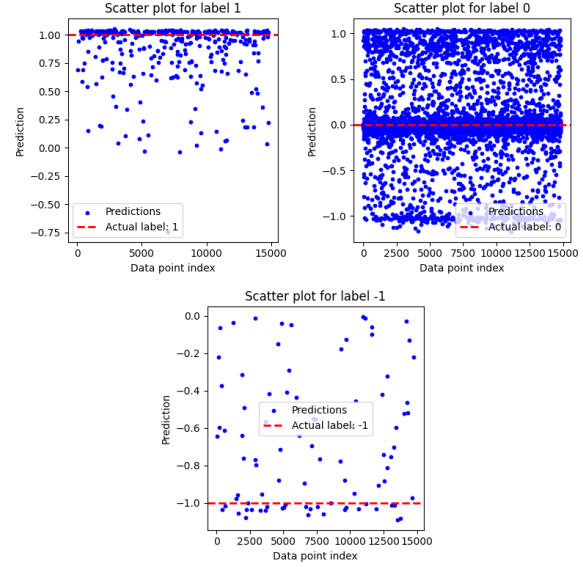 Scatter plot for label 1
Prediction
1.00
0.75
0.50
0.25
0.00
−0.25
−0.50
−0.75
Predictions
Actual label: 1
0
5000
10000
15000
Data point index
Scatter plot for label 0
Prediction
1.0
0.5
0.0
−0.5
−1.0
Predictions
Actual label: 0
0
2500
5000
7500
10000
12500
15000
Data point index
Scatter plot for label -1
Prediction
0.0
−0.2
−0.4
−0.6
−0.8
−1.0
Predictions
Actual label: -1
0
2500
5000
7500
10000
12500
15000
Data point index